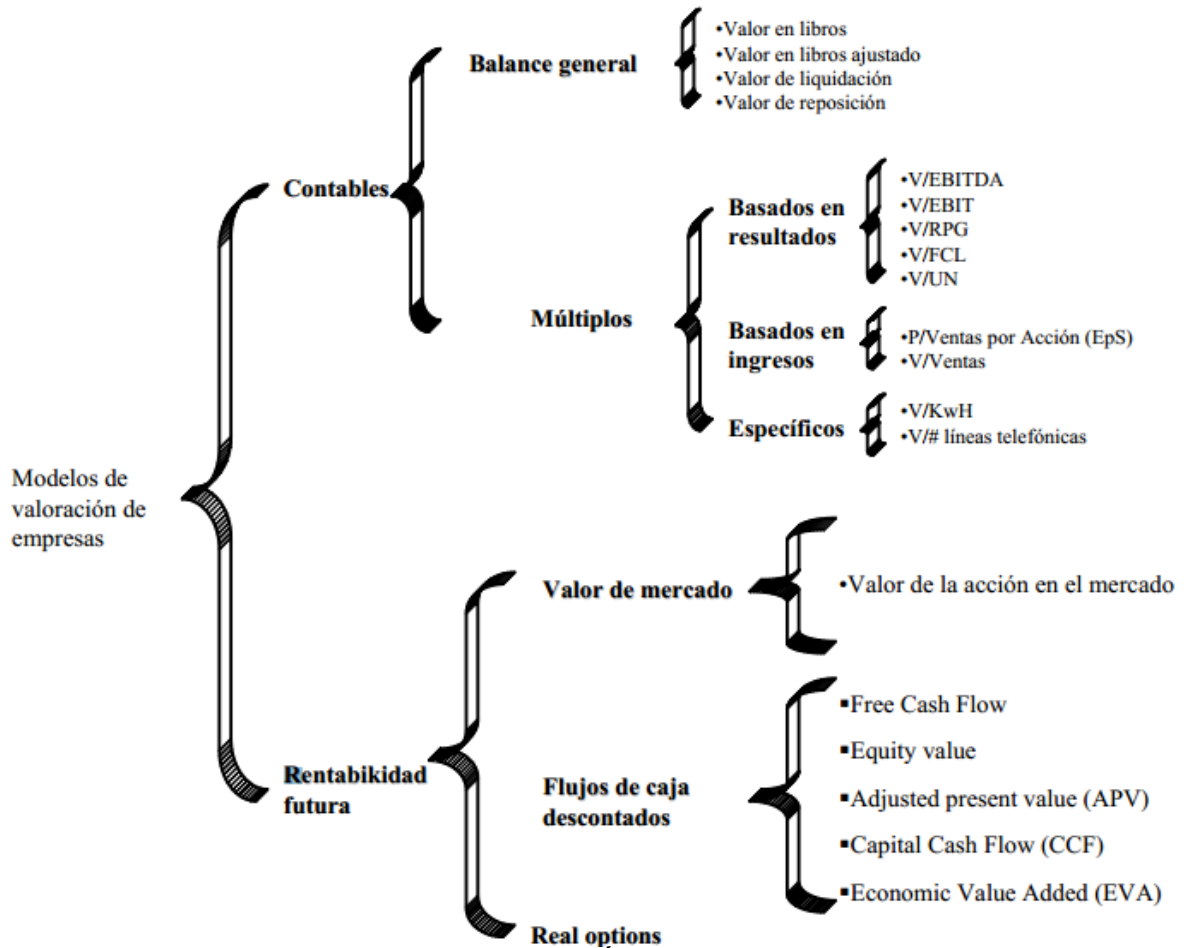 Modelos de
valoración de
empresas
Contables
Balance general
•Valor en libros
•Valor en libros ajustado
•Valor de liquidación
•Valor de reposición
Múltiplos
Basados en
resultados
•V/EBITDA
•V/EBIT
•V/RPG
•V/FCL
•V/UN
Basados en
ingresos
•P/Ventas por Acción (EpS)
•V/Ventas
Específicos
•V/KwH
•V/# líneas telefónicas
Rentabikidad
futura
Valor de mercado
•Valor de la acción en el mercado
Flujos de caja
descontados
▪Free Cash Flow
▪Equity value
▪Adjusted present value (APV)
▪Capital Cash Flow (CCF)
▪Economic Value Added (EVA)
Real options